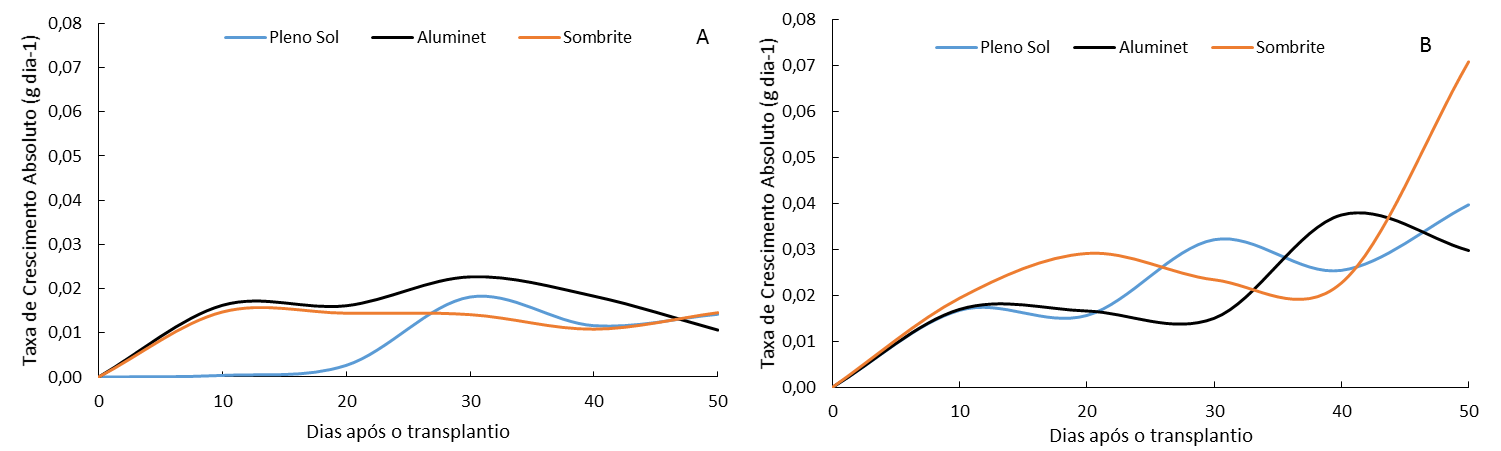 Taxa de Crescimento Absoluto (g dia-1)
0,08
0,07
0,06
0,05
0,04
0,03
0,02
0,01
0,00
Pleno Sol Aluminet Sombrite
A
0 10 20 30 40 50
Dias após o transplantio
Taxa de Crescimento Absoluto (g dia-1)
0,08
0,07
0,06
0,05
0,04
0,03
0,02
0,01
0,00
Pleno Sol Aluminet Sombrite
B
0 10 20 30 40 50
Dias após o transplantio